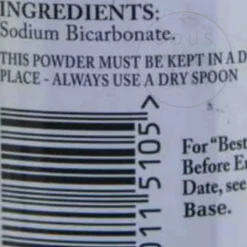 INGREDIENTS:
Sodium Bicarbonate.
THIS POWDER MUST BE KEPT IN A D
PLACE - ALWAYS USE A DRY SPOON
011 5105 >
For "Best
Before E
Date, see
Base.